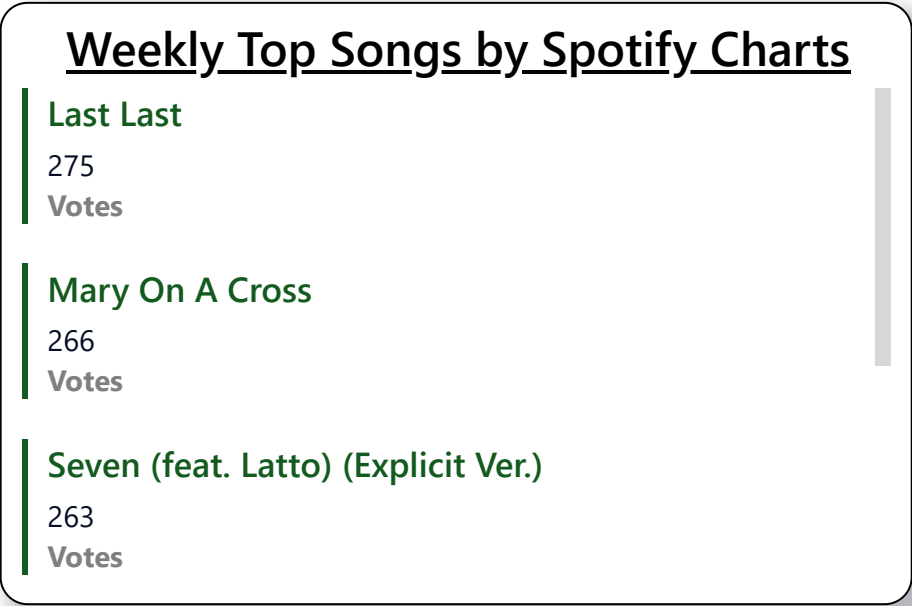 Weekly Top Songs by Spotify Charts
Last Last
275
Votes
Mary On A Cross
266
Votes
Seven (feat. Latto) (Explicit Ver.)
263
Votes